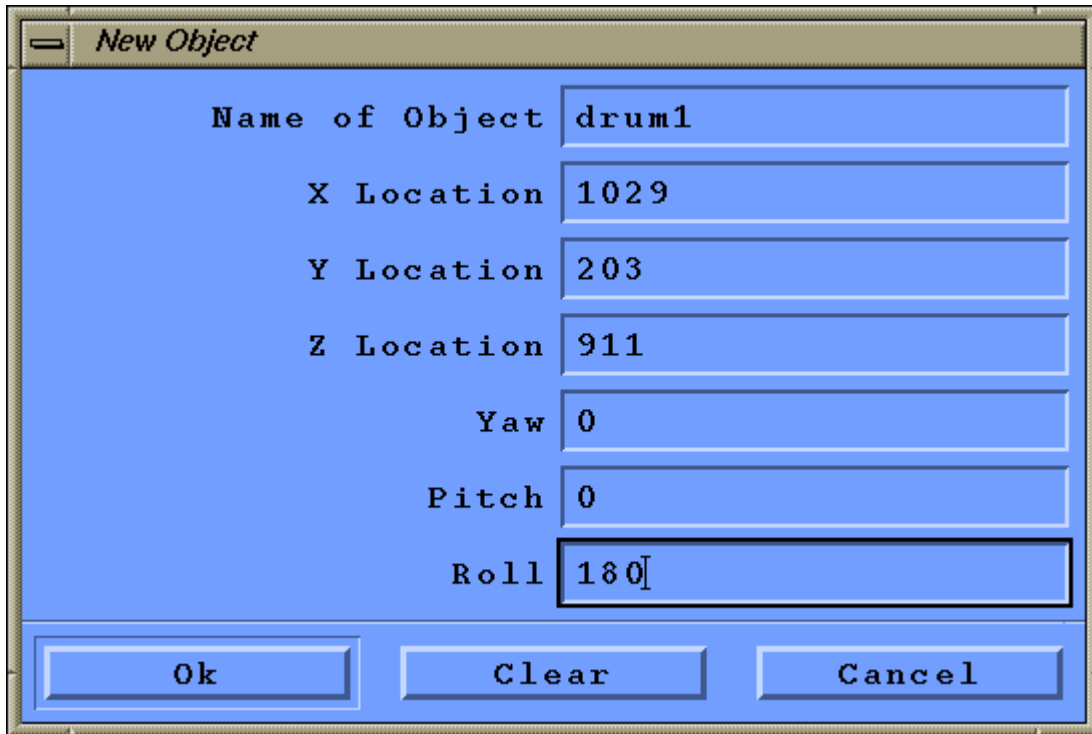 New Object
Name of Object drum1
X Location 1029
Y Location 203
Z Location 911
Yaw 0
Pitch 0
Roll 180
Ok Clear Cancel